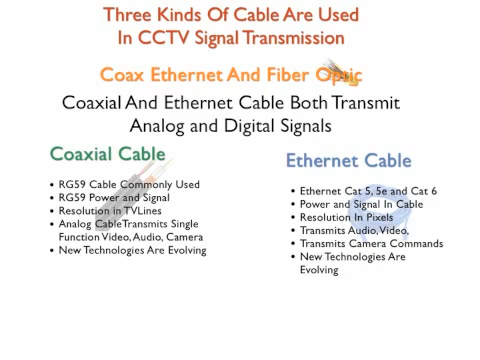 Three Kinds Of Cable Are Used
In CCTV Signal Transmission
Coax Ethernet And Fiber Optic
Coaxial And Ethernet Cable Both Transmit
Analog and Digital Signals
Coaxial Cable
• RG59 Cable Commonly Used
• RG59 Power and Signal
• Resolution in TVLines
• Analog CableTransmits Single
Function Video, Audio, Camera
• New Technologies Are Evolving
Ethernet Cable
• Ethernet Cat 5, 5e and Cat 6
• Power and Signal In Cable
• Resolution In Pixels
• Transmits Audio, Video,
• Transmits Camera Commands
• New Technologies Are
Evolving